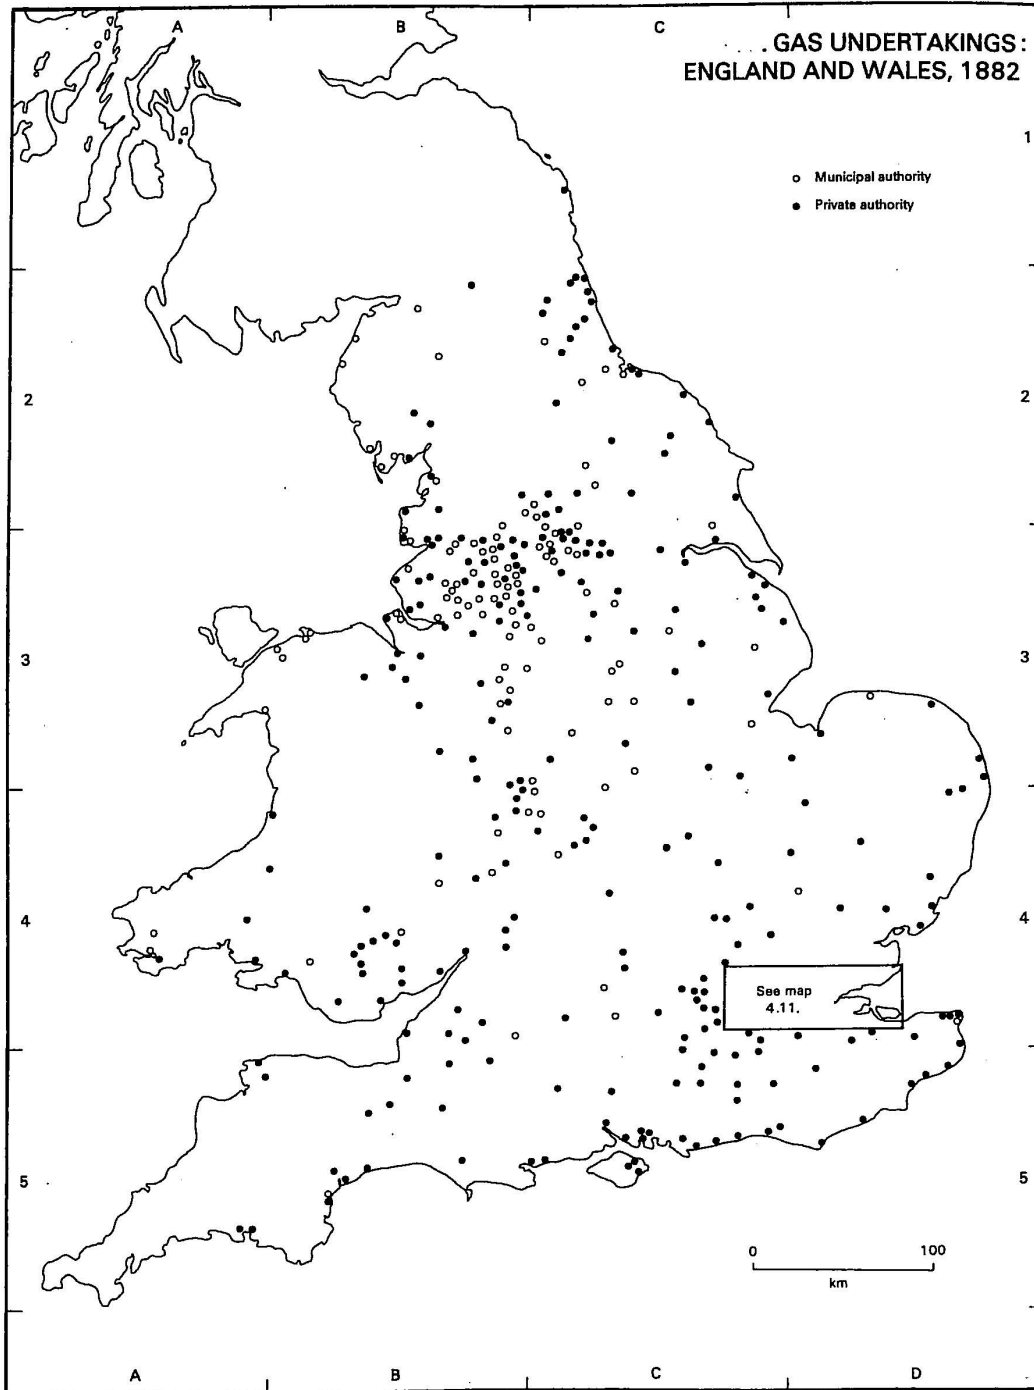 A B C
. . . . GAS UNDERTAKINGS:
ENGLAND AND WALES, 1882
1
○ Municipal authority
● Private authority
2 2
3 3
4 4
See map
4.11.
5 5
0 100
km
A B C D